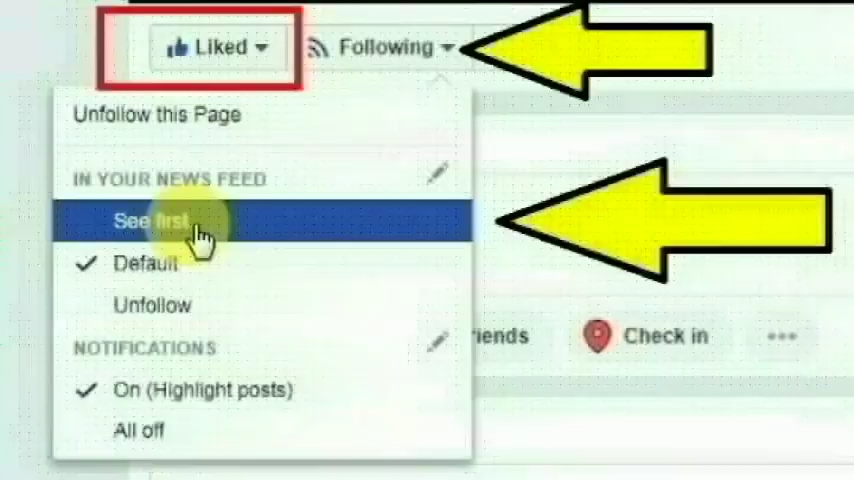 Liked Following
Unfollow this Page
IN YOUR NEWS FEED
See first
Default
Unfollow
iends Check in
NOTIFICATIONS
On (Highlight posts)
All off